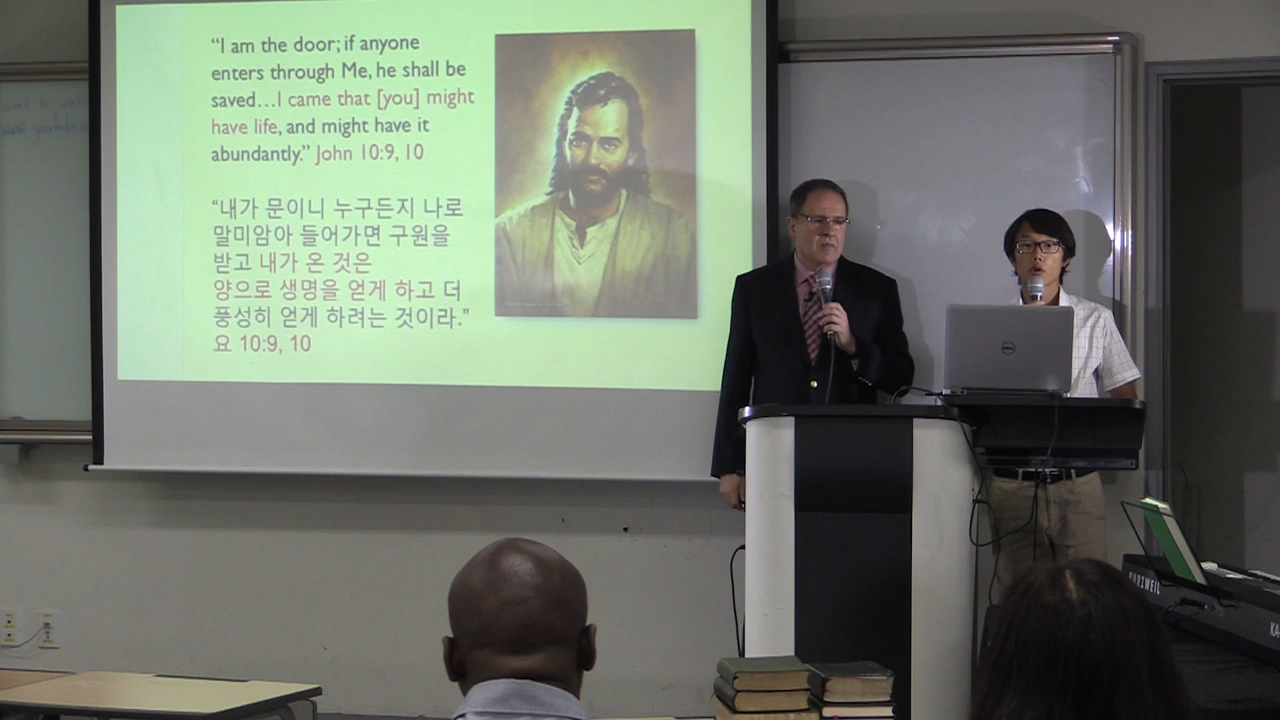 “I am the door; if anyone
enters through Me, he shall be
saved…I came that [you] might
have life, and might have it
abundantly.” John 10:9, 10
“내가 문이니 누구든지 나로
말미암아 들어가면 구원을
받고 내가 온 것은
양으로 생명을 얻게 하고 더
풍성히 얻게 하려는 것이라.”
요 10:9, 10
DELL
KURZWEIL